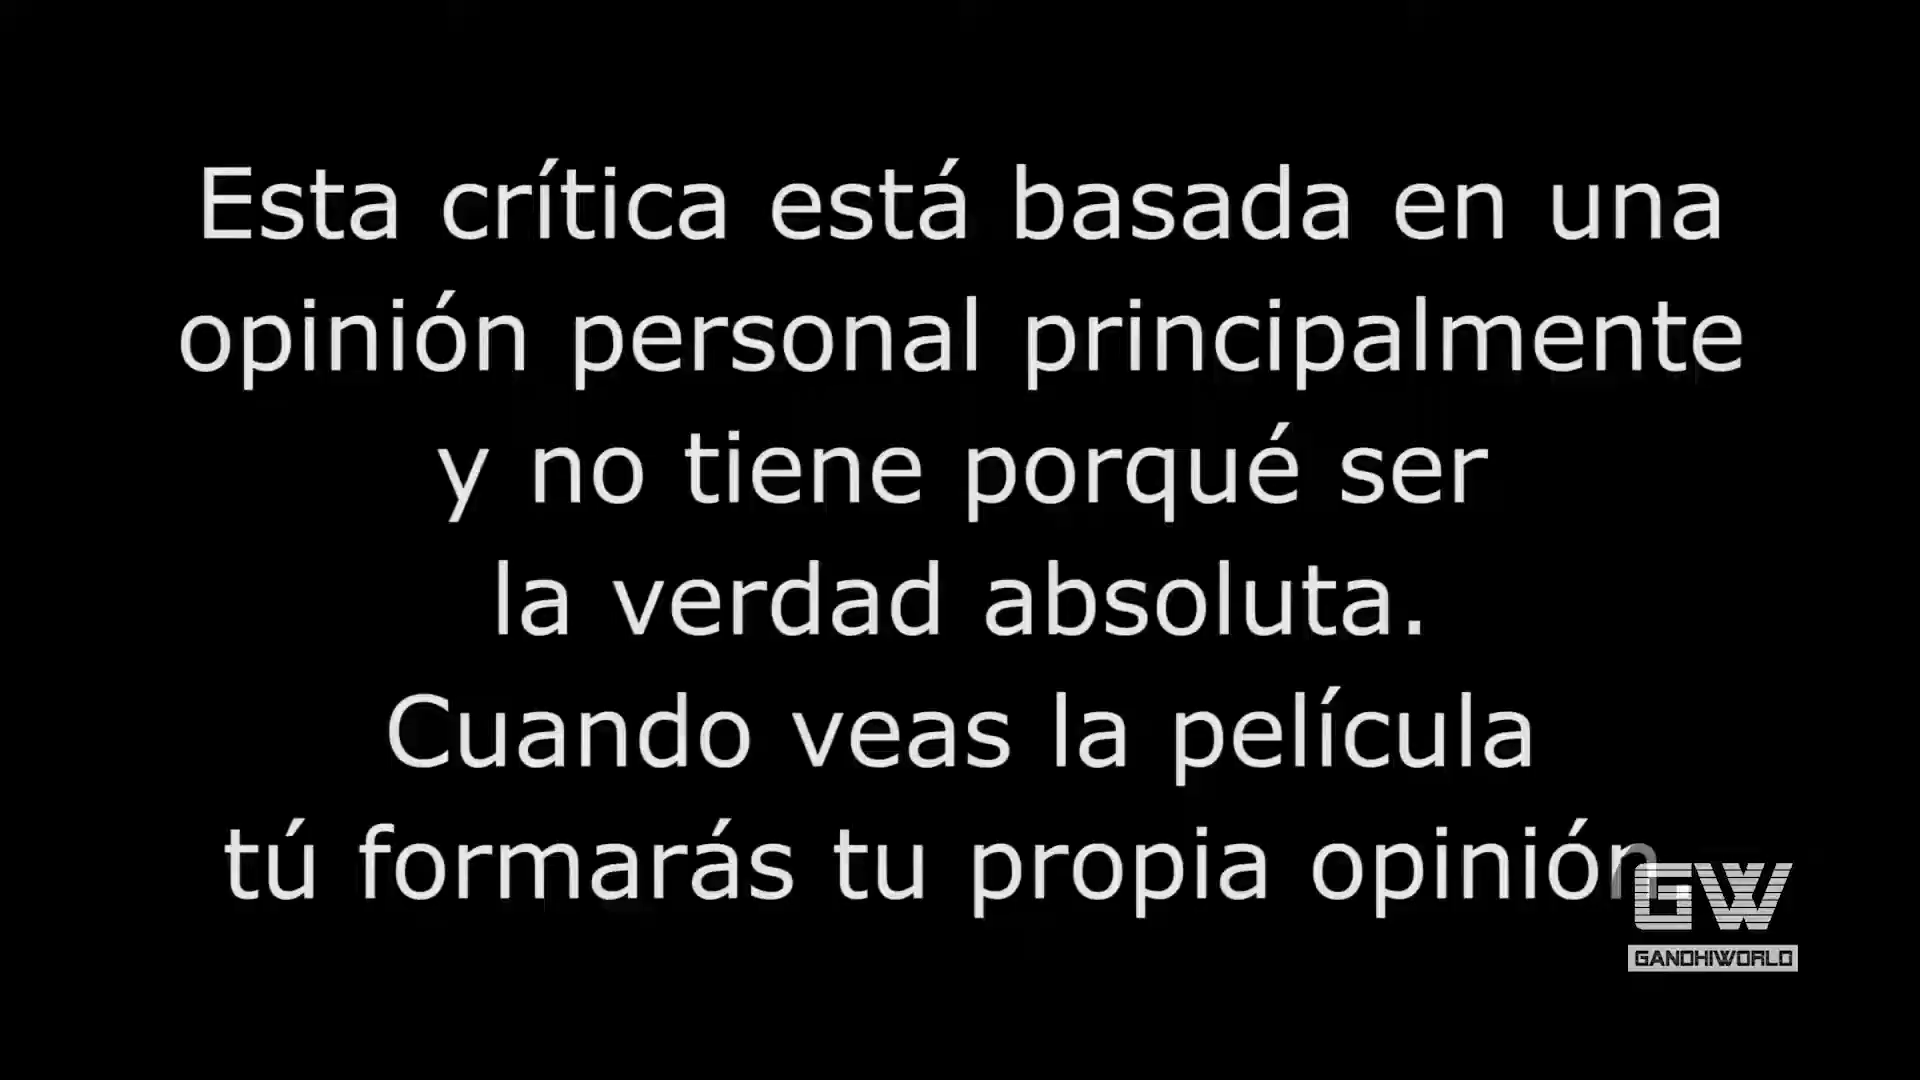 Esta crítica está basada en una
opinión personal principalmente
y no tiene porqué ser
la verdad absoluta.
Cuando veas la película
tú formarás tu propia opinión
GW
GANDHIWORLD